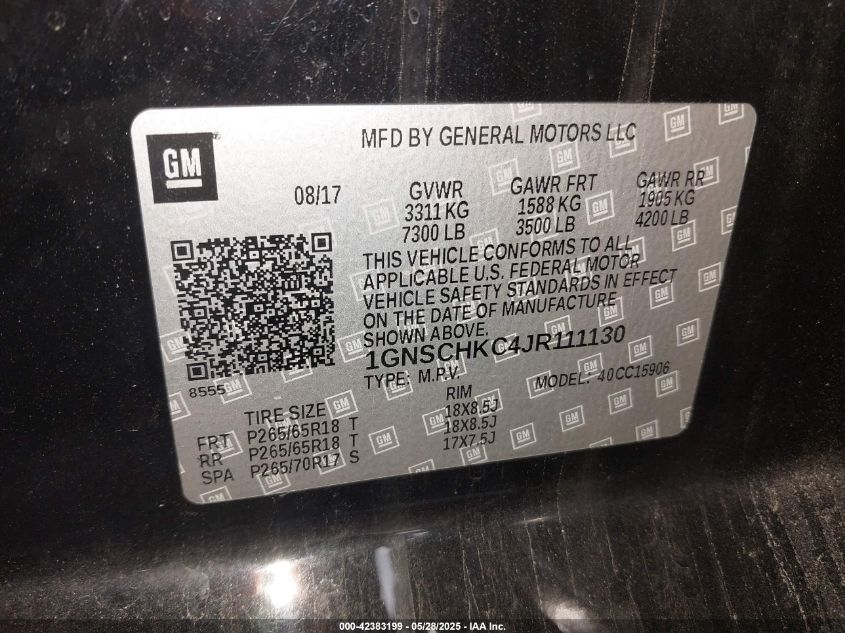 MFD BY GENERAL MOTORS LLC
GM
08/17
GVWR GAWR FRT GAWR RR
3311 KG 1588 KG 1905 KG
7300 LB 3500 LB 4200 LB
THIS VEHICLE CONFORMS TO ALL
APPLICABLE U.S. FEDERAL MOTOR
VEHICLE SAFETY STANDARDS IN EFFECT
ON THE DATE OF MANUFACTURE
SHOWN ABOVE.
1GNSCHKC4JR111130
8555
TYPE: M.P.V. MODEL: 40CC15906
TIRE SIZE RIM
FRT P265/65R18 T 18X8.5J
RR P265/65R18 T 18X8.5J
SPA P265/70R17 S 17X7.5J
000-42383199 - 05/28/2025 - IAA Inc.